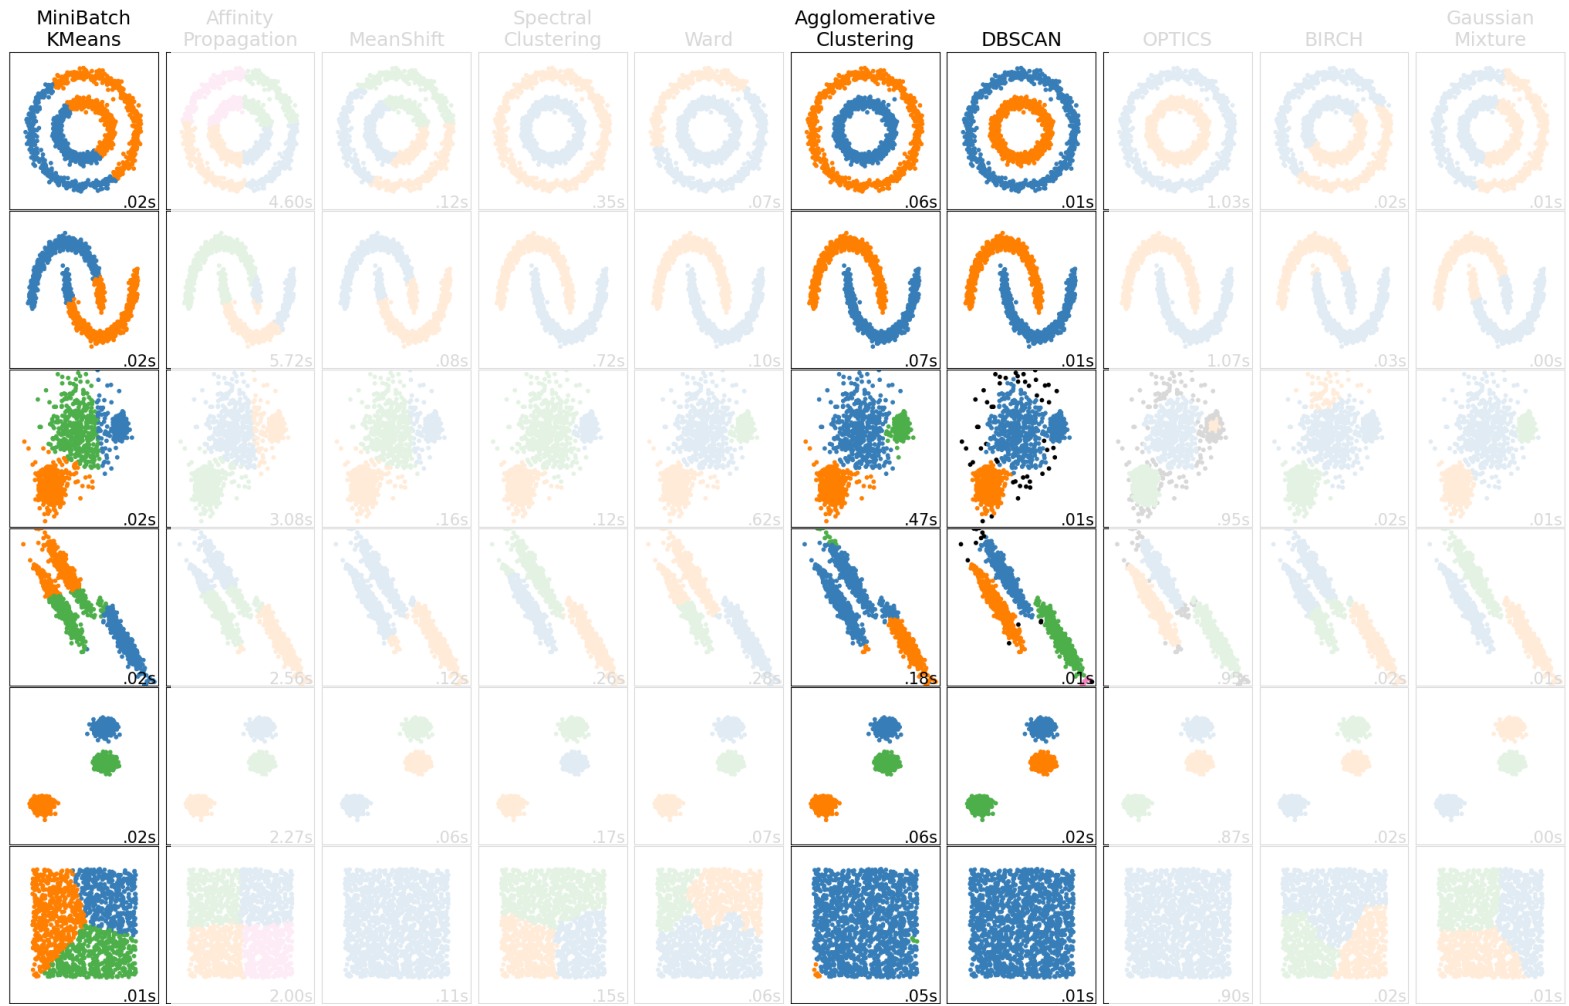 MiniBatch
KMeans
Affinity
Propagation
MeanShift
Spectral
Clustering
Ward
Agglomerative
Clustering
DBSCAN
OPTICS
BIRCH
Gaussian
Mixture
.02s 4.60s .12s .35s .07s .06s .01s 1.03s .02s .01s
.02s 5.72s .08s .72s .10s .07s .01s 1.07s .03s .00s
.02s 3.08s .16s .12s .62s .47s .01s .95s .02s .01s
.02s 2.56s .12s .26s .28s .18s .01s .95s .02s .01s
.02s 2.27s .06s .17s .07s .06s .02s .87s .02s .00s
.01s 2.00s .11s .15s .06s .05s .01s .90s .02s .01s